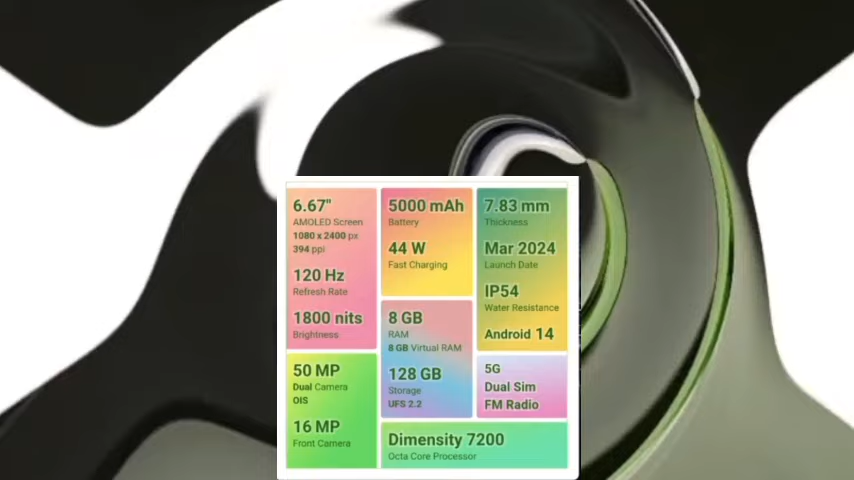 6.67"
AMOLED Screen
1080 x 2400 px
394 ppi
120 Hz
Refresh Rate
1800 nits
Brightness
50 MP
Dual Camera
OIS
16 MP
Front Camera
5000 mAh
Battery
44 W
Fast Charging
8 GB
RAM
8 GB Virtual RAM
128 GB
Storage
UFS 2.2
7.83 mm
Thickness
Mar 2024
Launch Date
IP54
Water Resistance
Android 14
5G
Dual Sim
FM Radio
Dimensity 7200
Octa Core Processor